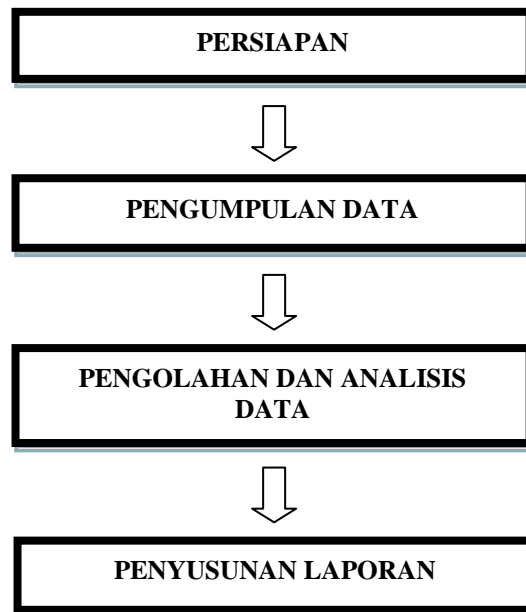 PERSIAPAN
PENGUMPULAN DATA
PENGOLAHAN DAN ANALISIS
DATA
PENYUSUNAN LAPORAN